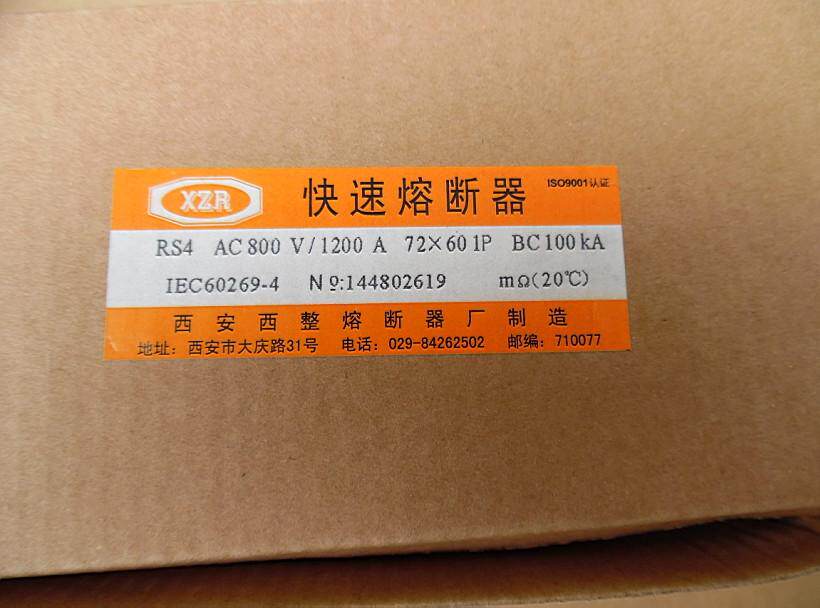 XZR 快速熔断器 ISO9001认证
RS4 AC 800 V/1200 A 72×60 1P BC 100 kA
IEC60269-4 Nº:144802619 mΩ(20℃)
西安西整熔断器厂制造
地址：西安市大庆路31号 电话：029-84262502 邮编：710077